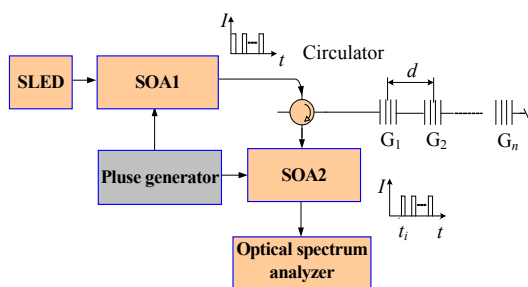 I
t
Circulator
SLED
SOA1
d
G1
G2
Gn
Pluse generator
SOA2
I
ti
t
Optical spectrum
analyzer